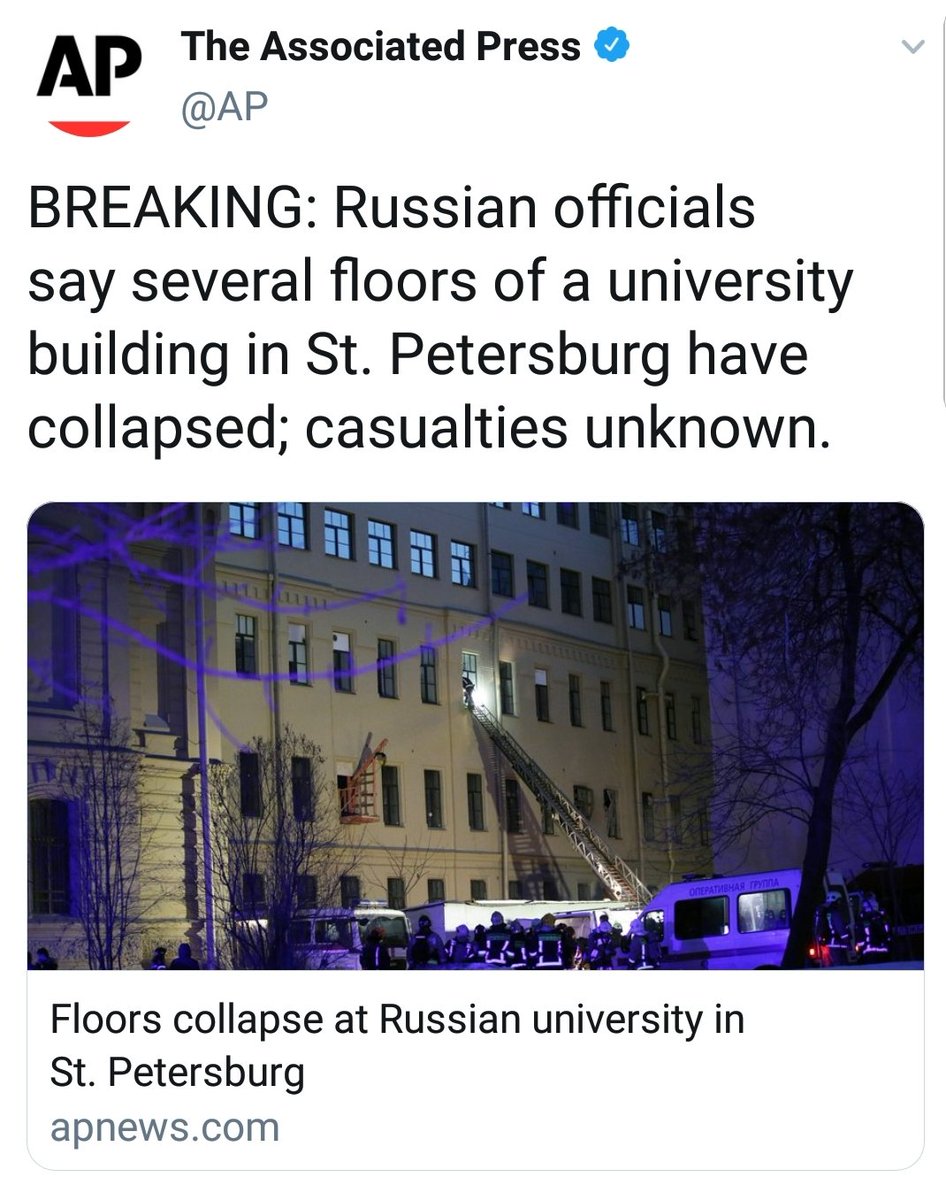 AP
The Associated Press
@AP
BREAKING: Russian officials
say several floors of a university
building in St. Petersburg have
collapsed; casualties unknown.
ОПЕРАТИВНАЯ ГРУППА
Floors collapse at Russian university in
St. Petersburg
apnews.com